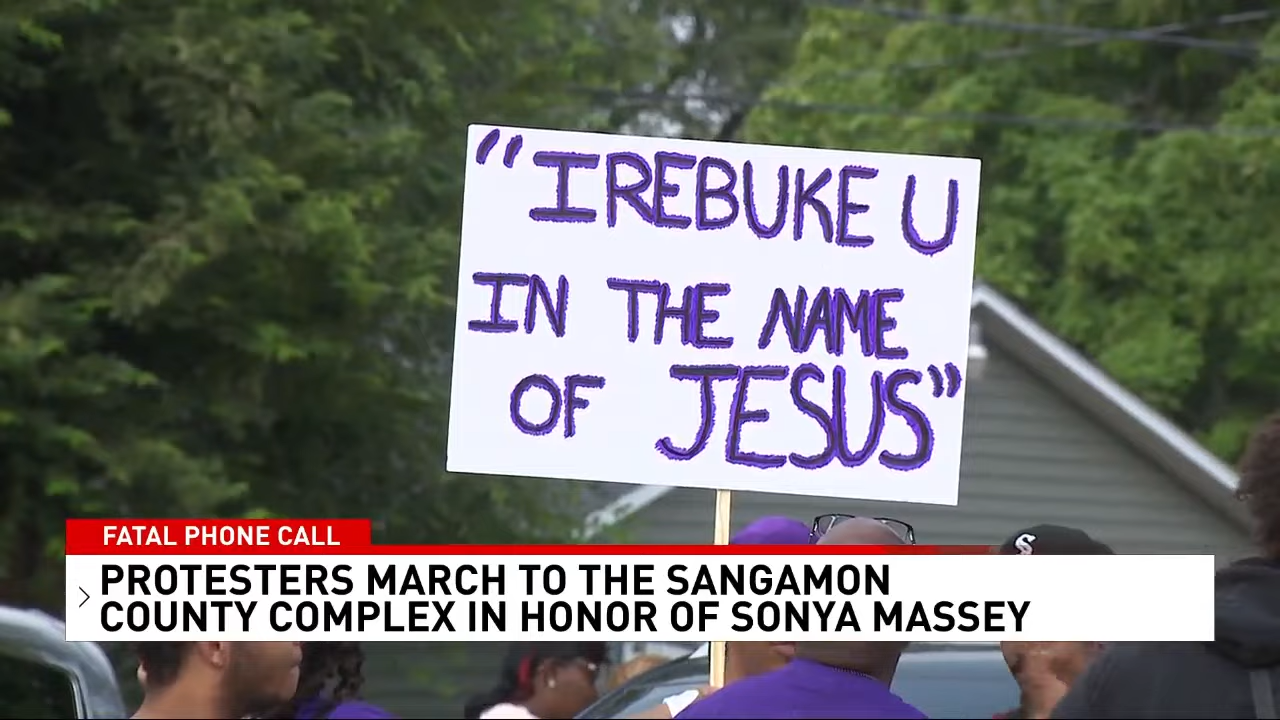 "I REBUKE U
IN THE NAME
OF JESUS"
FATAL PHONE CALL
PROTESTERS MARCH TO THE SANGAMON
COUNTY COMPLEX IN HONOR OF SONYA MASSEY